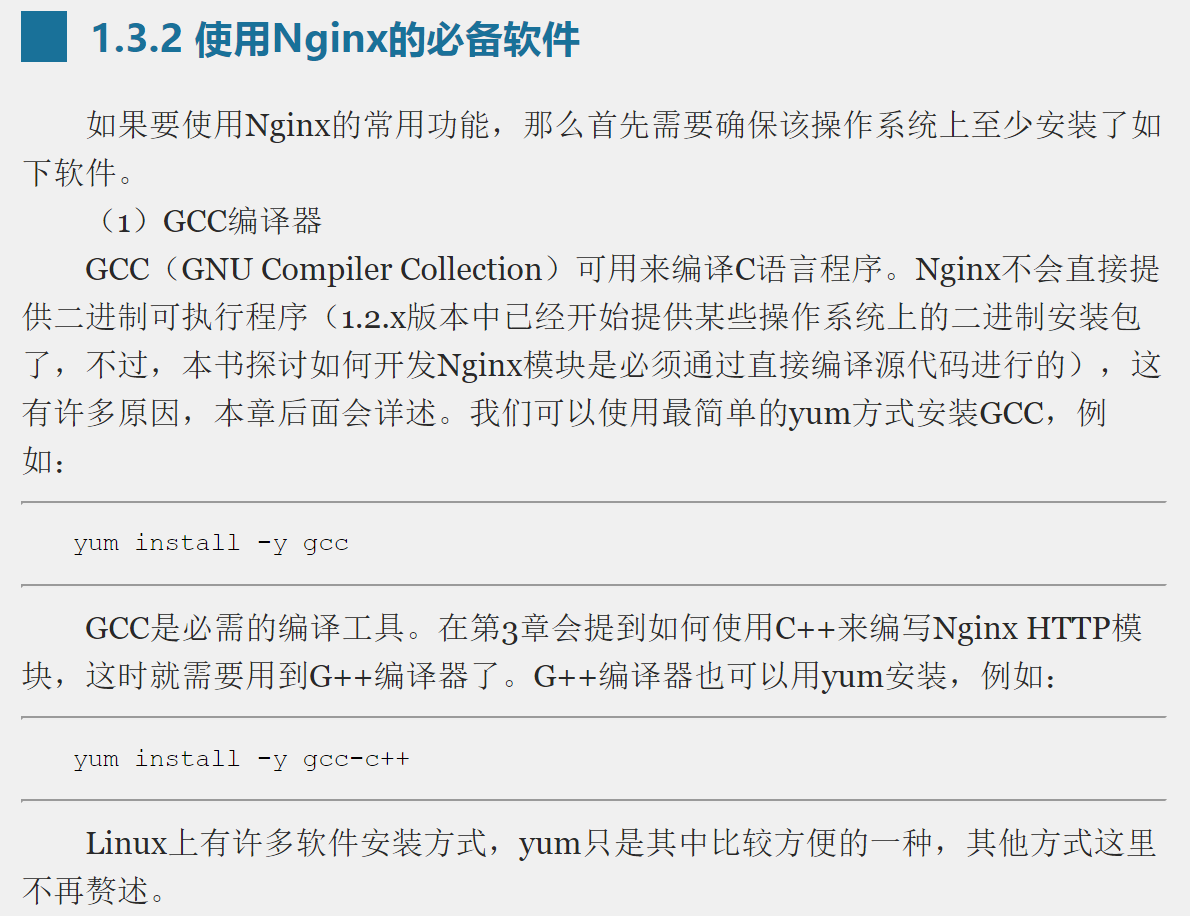 1.3.2 使用Nginx的必备软件
如果要使用Nginx的常用功能，那么首先需要确保该操作系统上至少安装了如
下软件。
（1）GCC编译器
GCC（GNU Compiler Collection）可用来编译C语言程序。Nginx不会直接提
供二进制可执行程序（1.2.x版本中已经开始提供某些操作系统上的二进制安装包
了，不过，本书探讨如何开发Nginx模块是必须通过直接编译源代码进行的），这
有许多原因，本章后面会详述。我们可以使用最简单的yum方式安装GCC，例
如：
yum install -y gcc
GCC是必需的编译工具。在第3章会提到如何使用C++来编写Nginx HTTP模
块，这时就需要用到G++编译器了。G++编译器也可以用yum安装，例如：
yum install -y gcc-c++
Linux上有许多软件安装方式，yum只是其中比较方便的一种，其他方式这里
不再赘述。